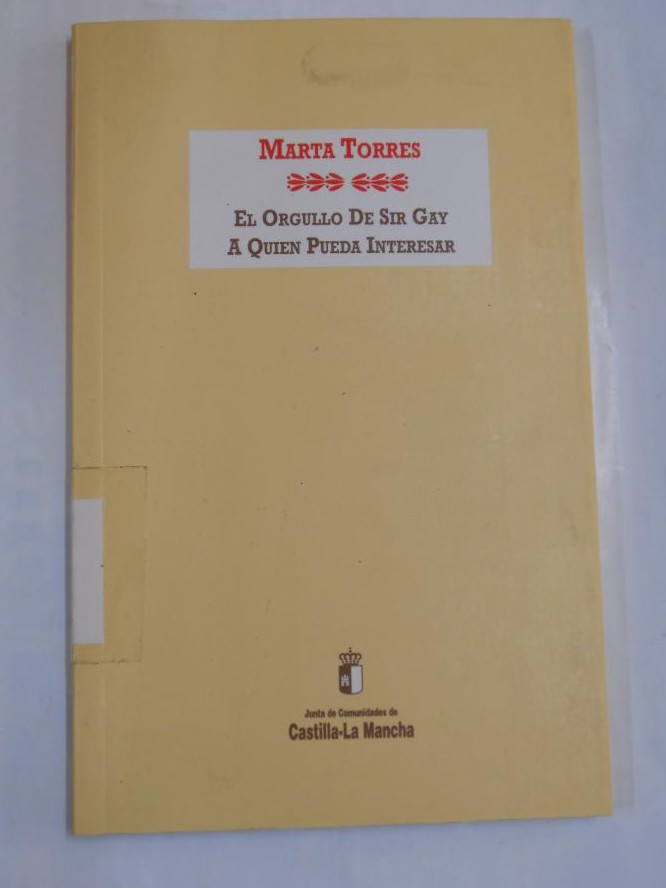 MARTA TORRES
EL ORGULLO DE SIR GAY
A QUIEN PUEDA INTERESAR
Junta de Comunidades de
Castilla-La Mancha